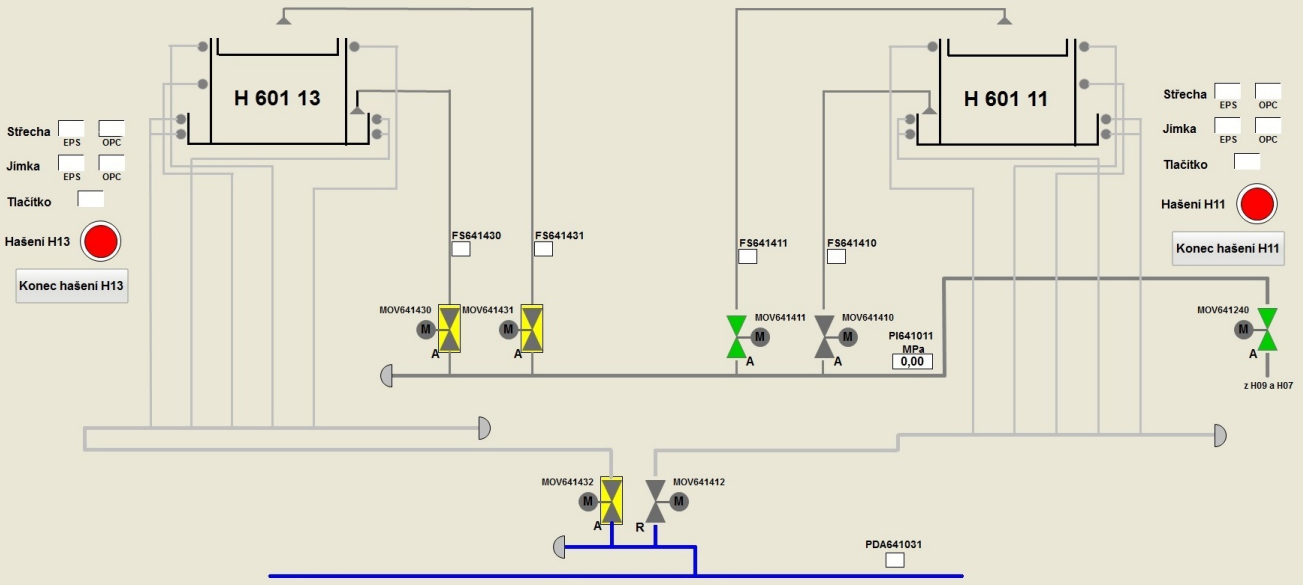 H 601 13
H 601 11
Střecha
EPS
OPC
Jímka
EPS
OPC
Tlačítko
Hašení H13
Konec hašení H13
Střecha
EPS
OPC
Jímka
EPS
OPC
Tlačítko
Hašení H11
Konec hašení H11
FS641430
FS641431
FS641411
FS641410
MOV641430
M
A
MOV641431
M
A
MOV641411
M
A
MOV641410
M
A
PI641011
MPa
0,00
MOV641240
M
A
z H09 a H07
MOV641432
M
A
MOV641412
M
R
PDA641031